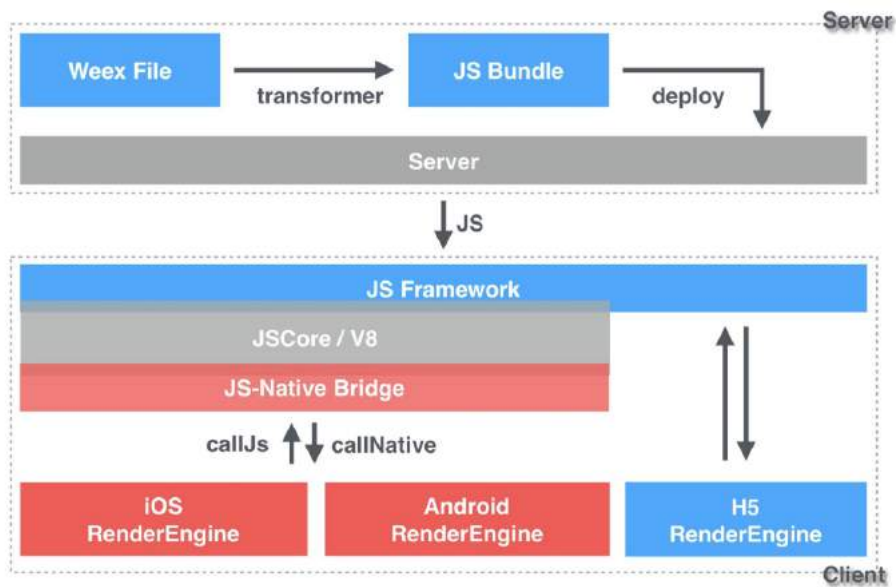 Server
Weex File
transformer
JS Bundle
deploy
Server
JS
JS Framework
JSCore / V8
JS-Native Bridge
callJs
callNative
iOS
RenderEngine
Android
RenderEngine
H5
RenderEngine
Client